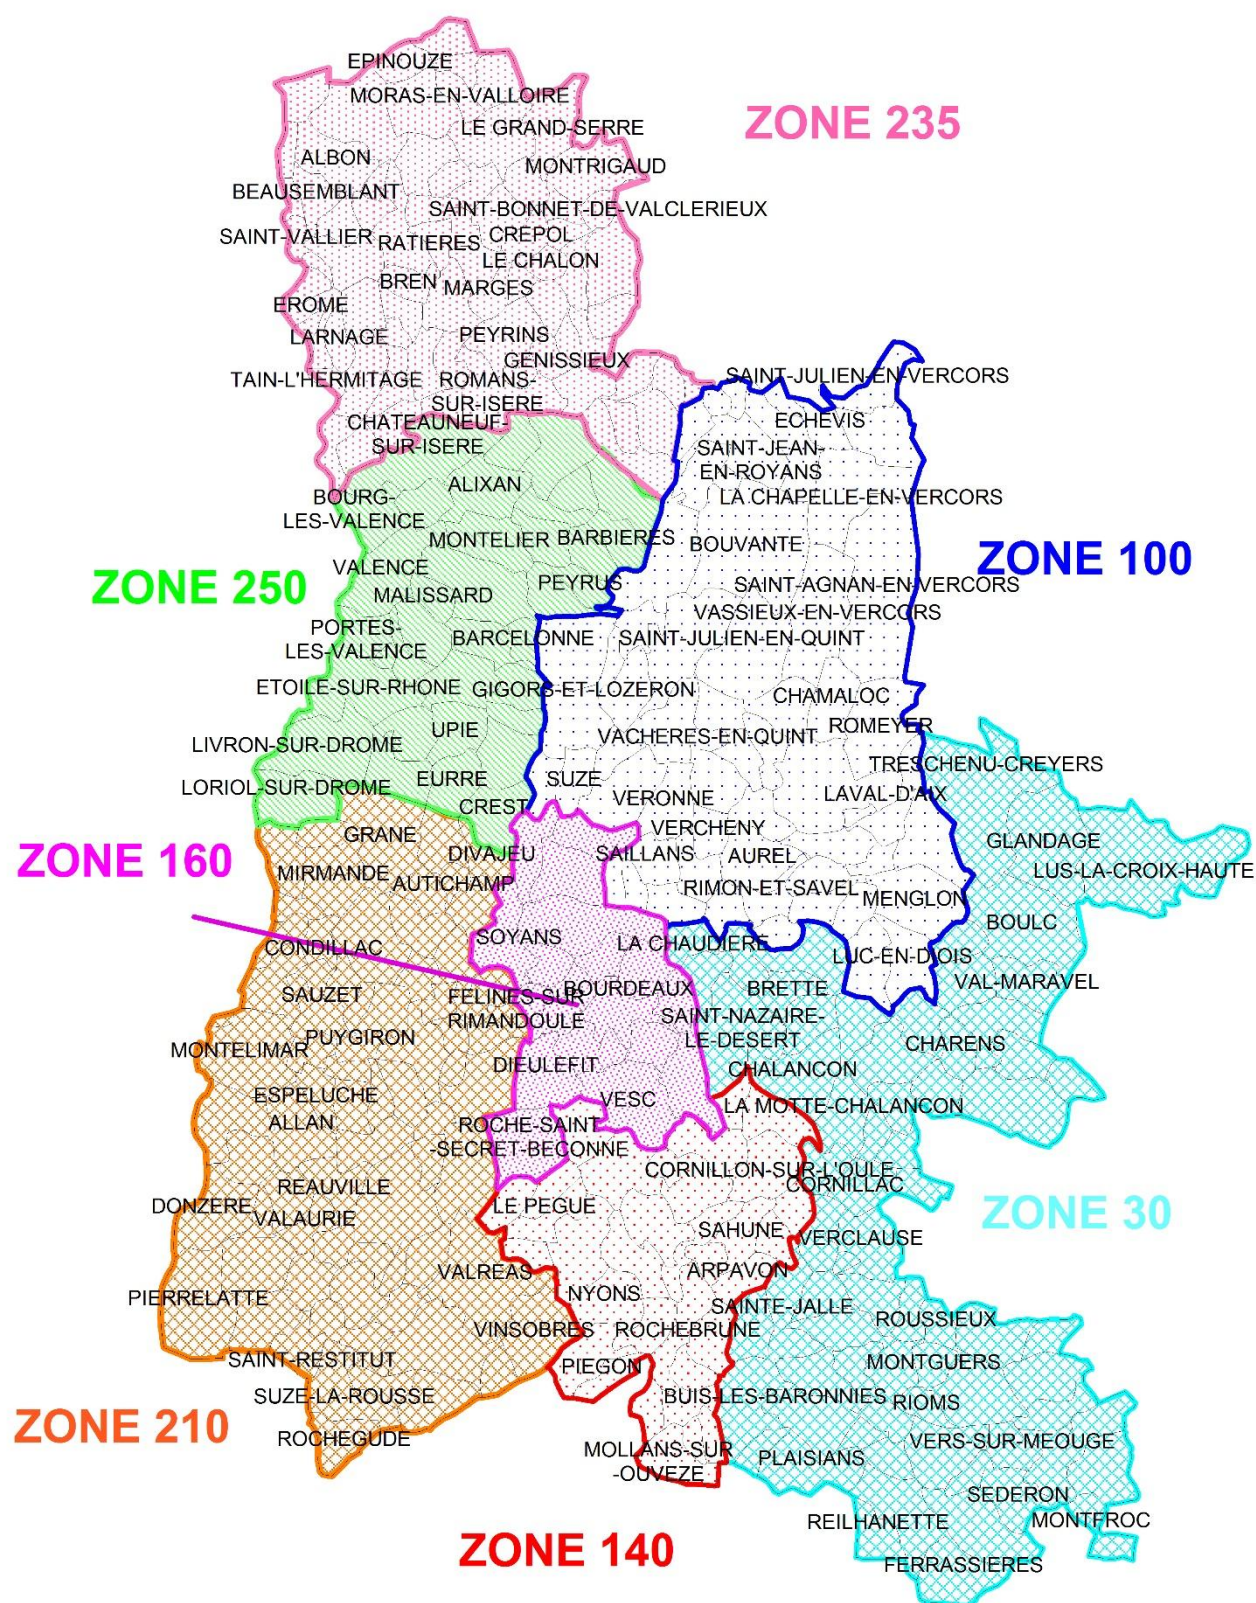 EPINOUZE
MORAS-EN-VALLOIRE
ZONE 235
LE GRAND-SERRE
ALBON
MONTRIGAUD
BEAUSEMBLANT
SAINT-BONNET-DE-VALCLERIEUX
SAINT-VALLIER
RATIERES
CREPOL
LE CHALON
BREN
MARGES
EROME
LARNAGE
PEYRINS
GENISSIEUX
TAIN-L'HERMITAGE
ROMANS-
SUR-ISERE
SAINT-JULIEN-EN-VERCORS
CHATEAUNEUF-
SUR-ISERE
ECHEVIS
SAINT-JEAN-
EN-ROYANS
ALIXAN
BOURG-
LES-VALENCE
LA CHAPELLE-EN-VERCORS
MONTELIER
BARBIERES
BOUVANTE
ZONE 100
VALENCE
ZONE 250
MALISSARD
PEYRUS
SAINT-AGNAN-EN-VERCORS
VASSIEUX-EN-VERCORS
PORTES-
LES-VALENCE
BARCELONNE
SAINT-JULIEN-EN-QUINT
ETOILE-SUR-RHONE
GIGORS-ET-LOZERON
CHAMALOC
UPIE
VACHERES-EN-QUINT
ROMEYER
LIVRON-SUR-DROME
TRESCHENU-CREYERS
LORIOL-SUR-DROME
EURRE
SUZE
CREST
VERONNE
LAVAL-D'AIX
GRANE
VERCHENY
GLANDAGE
ZONE 160
DIVAJEU
SAILLANS
AUREL
LUS-LA-CROIX-HAUTE
MIRMANDE
AUTICHAMP
RIMON-ET-SAVEL
MENGLON
BOULC
CONDILLAC
SOYANS
LA CHAUDIERE
LUC-EN-DIOIS
VAL-MARAVEL
SAUZET
FELINES-SUR
RIMANDOULE
BOURDEAUX
BRETTE
SAINT-NAZAIRE-
LE-DESERT
PUYGIRON
MONTELIMAR
CHARENS
DIEULEFIT
CHALANCON
ESPELUCHE
VESC
LA MOTTE-CHALANCON
ALLAN
ROCHE-SAINT
-SECRET-BECONNE
CORNILLON-SUR-L'OULE
CORNILLAC
REAUVILLE
DONZERE
VALAURIE
LE PEGUE
ZONE 30
SAHUNE
VERCLAUSE
VALREAS
ARPAVON
PIERRELATTE
NYONS
SAINTE-JALLE
ROUSSIEUX
VINSOBRES
ROCHEBRUNE
SAINT-RESTITUT
PIEGON
MONTGUERS
SUZE-LA-ROUSSE
BUIS-LES-BARONNIES
RIOMS
ZONE 210
ROCHEGUDE
MOLLANS-SUR
-OUVEZE
PLAISIANS
VERS-SUR-MEOUGE
SEDERON
REILHANETTE
MONTFROC
ZONE 140
FERRASSIERES